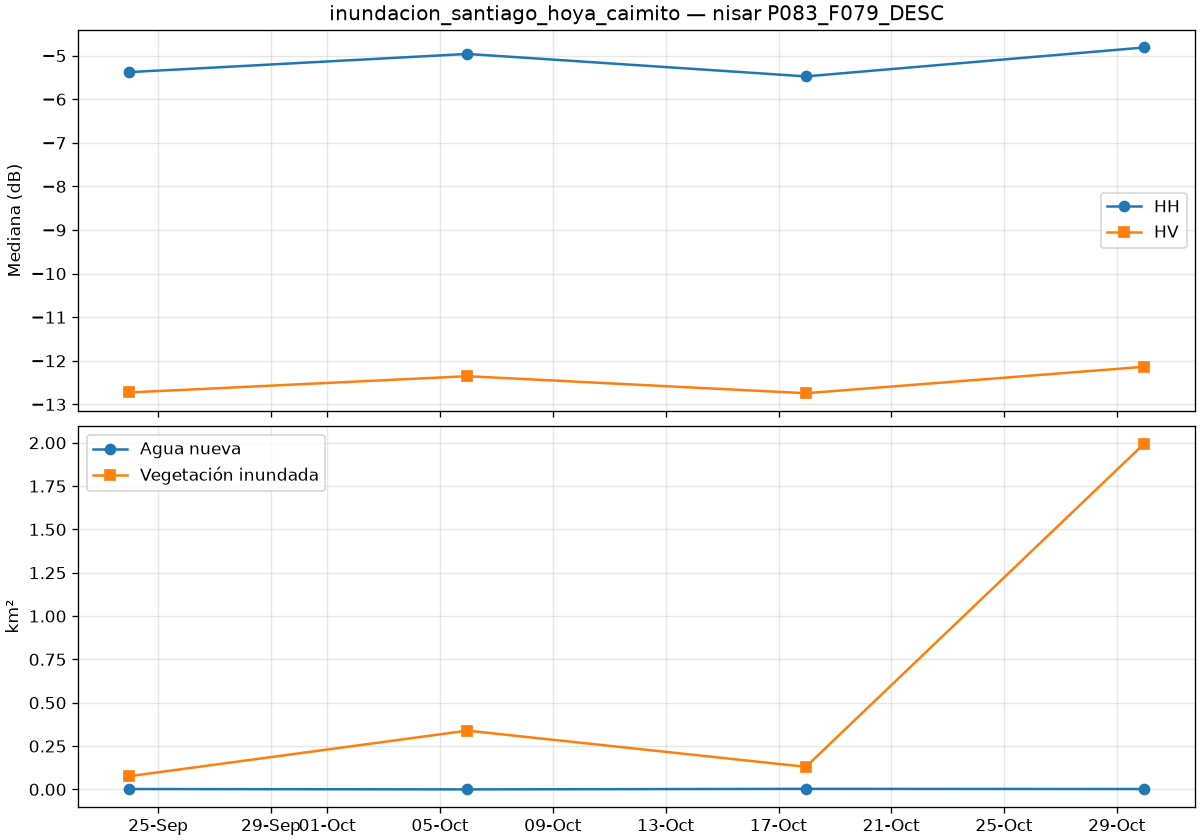 inundacion_santiago_hoya_caimito — nisar P083_F079_DESC
Mediana (dB)
−5
−6
−7
−8
−9
−10
−11
−12
−13
HH
HV
km²
2.00
1.75
1.50
1.25
1.00
0.75
0.50
0.25
0.00
Agua nueva
Vegetación inundada
25-Sep 29-Sep 01-Oct 05-Oct 09-Oct 13-Oct 17-Oct 21-Oct 25-Oct 29-Oct